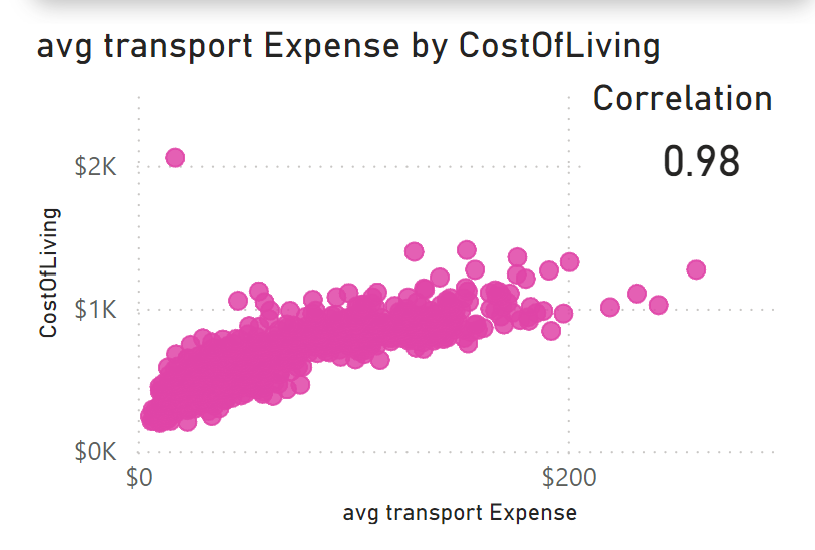 avg transport Expense by CostOfLiving
Correlation
0.98
$2K
$1K
$0K
CostOfLiving
$0
$200
avg transport Expense